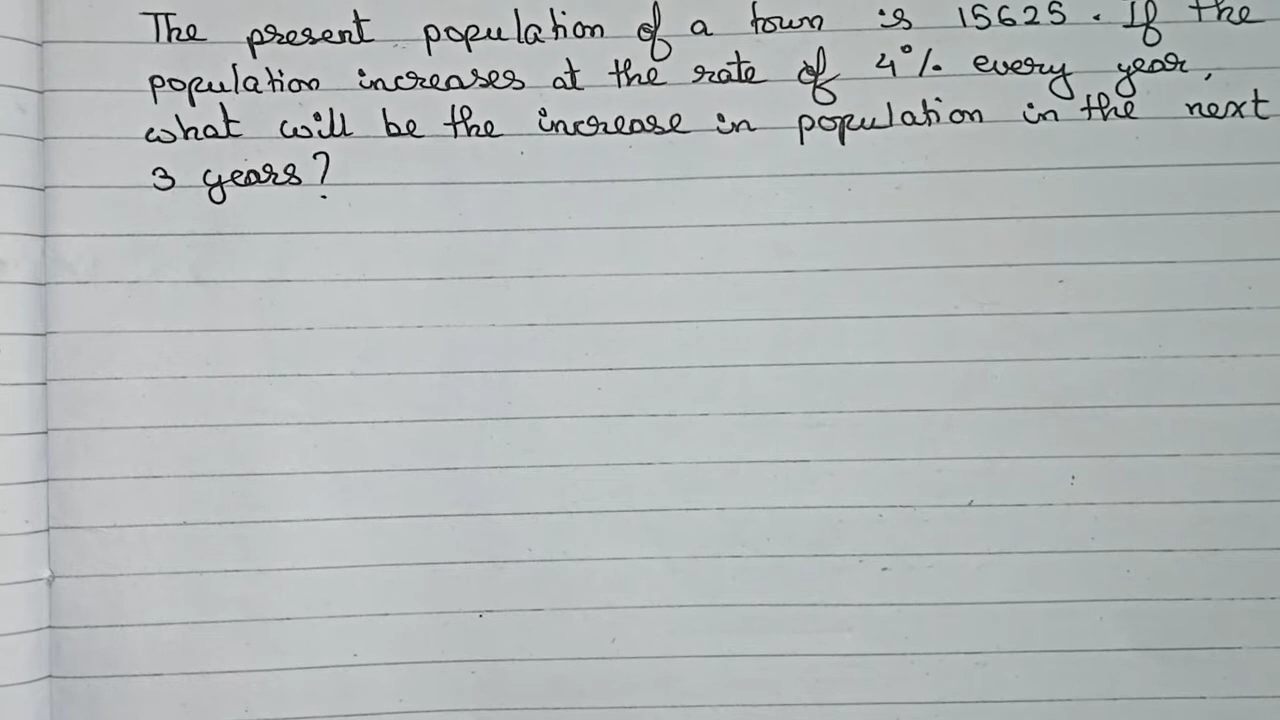 The present population of a town is 15625. If the
population increases at the rate of 4% every year,
what will be the increase in population in the next
3 years?